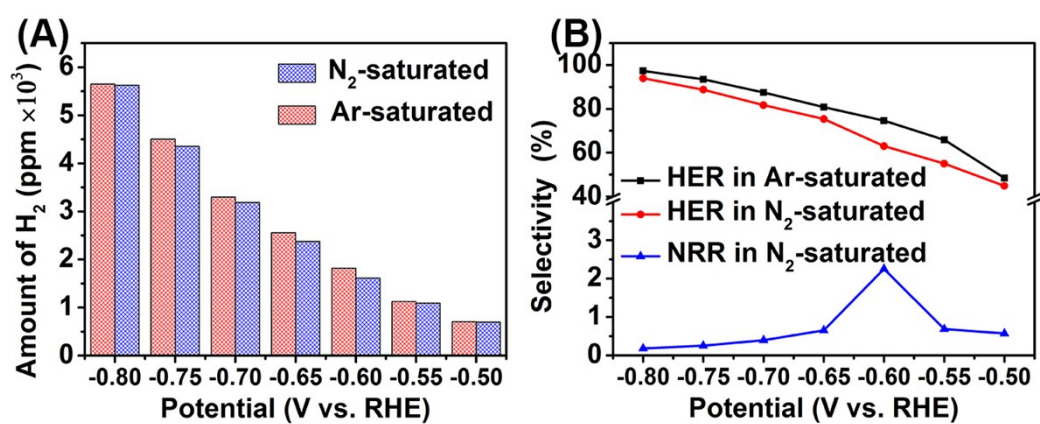 (A)
Amount of H₂ (ppm ×10³)
6
5
4
3
2
1
0
N₂-saturated
Ar-saturated
-0.80 -0.75 -0.70 -0.65 -0.60 -0.55 -0.50
Potential (V vs. RHE)
(B)
Selectivity (%)
100
80
60
40
3
2
1
0
HER in Ar-saturated
HER in N₂-saturated
NRR in N₂-saturated
-0.80 -0.75 -0.70 -0.65 -0.60 -0.55 -0.50
Potential (V vs. RHE)